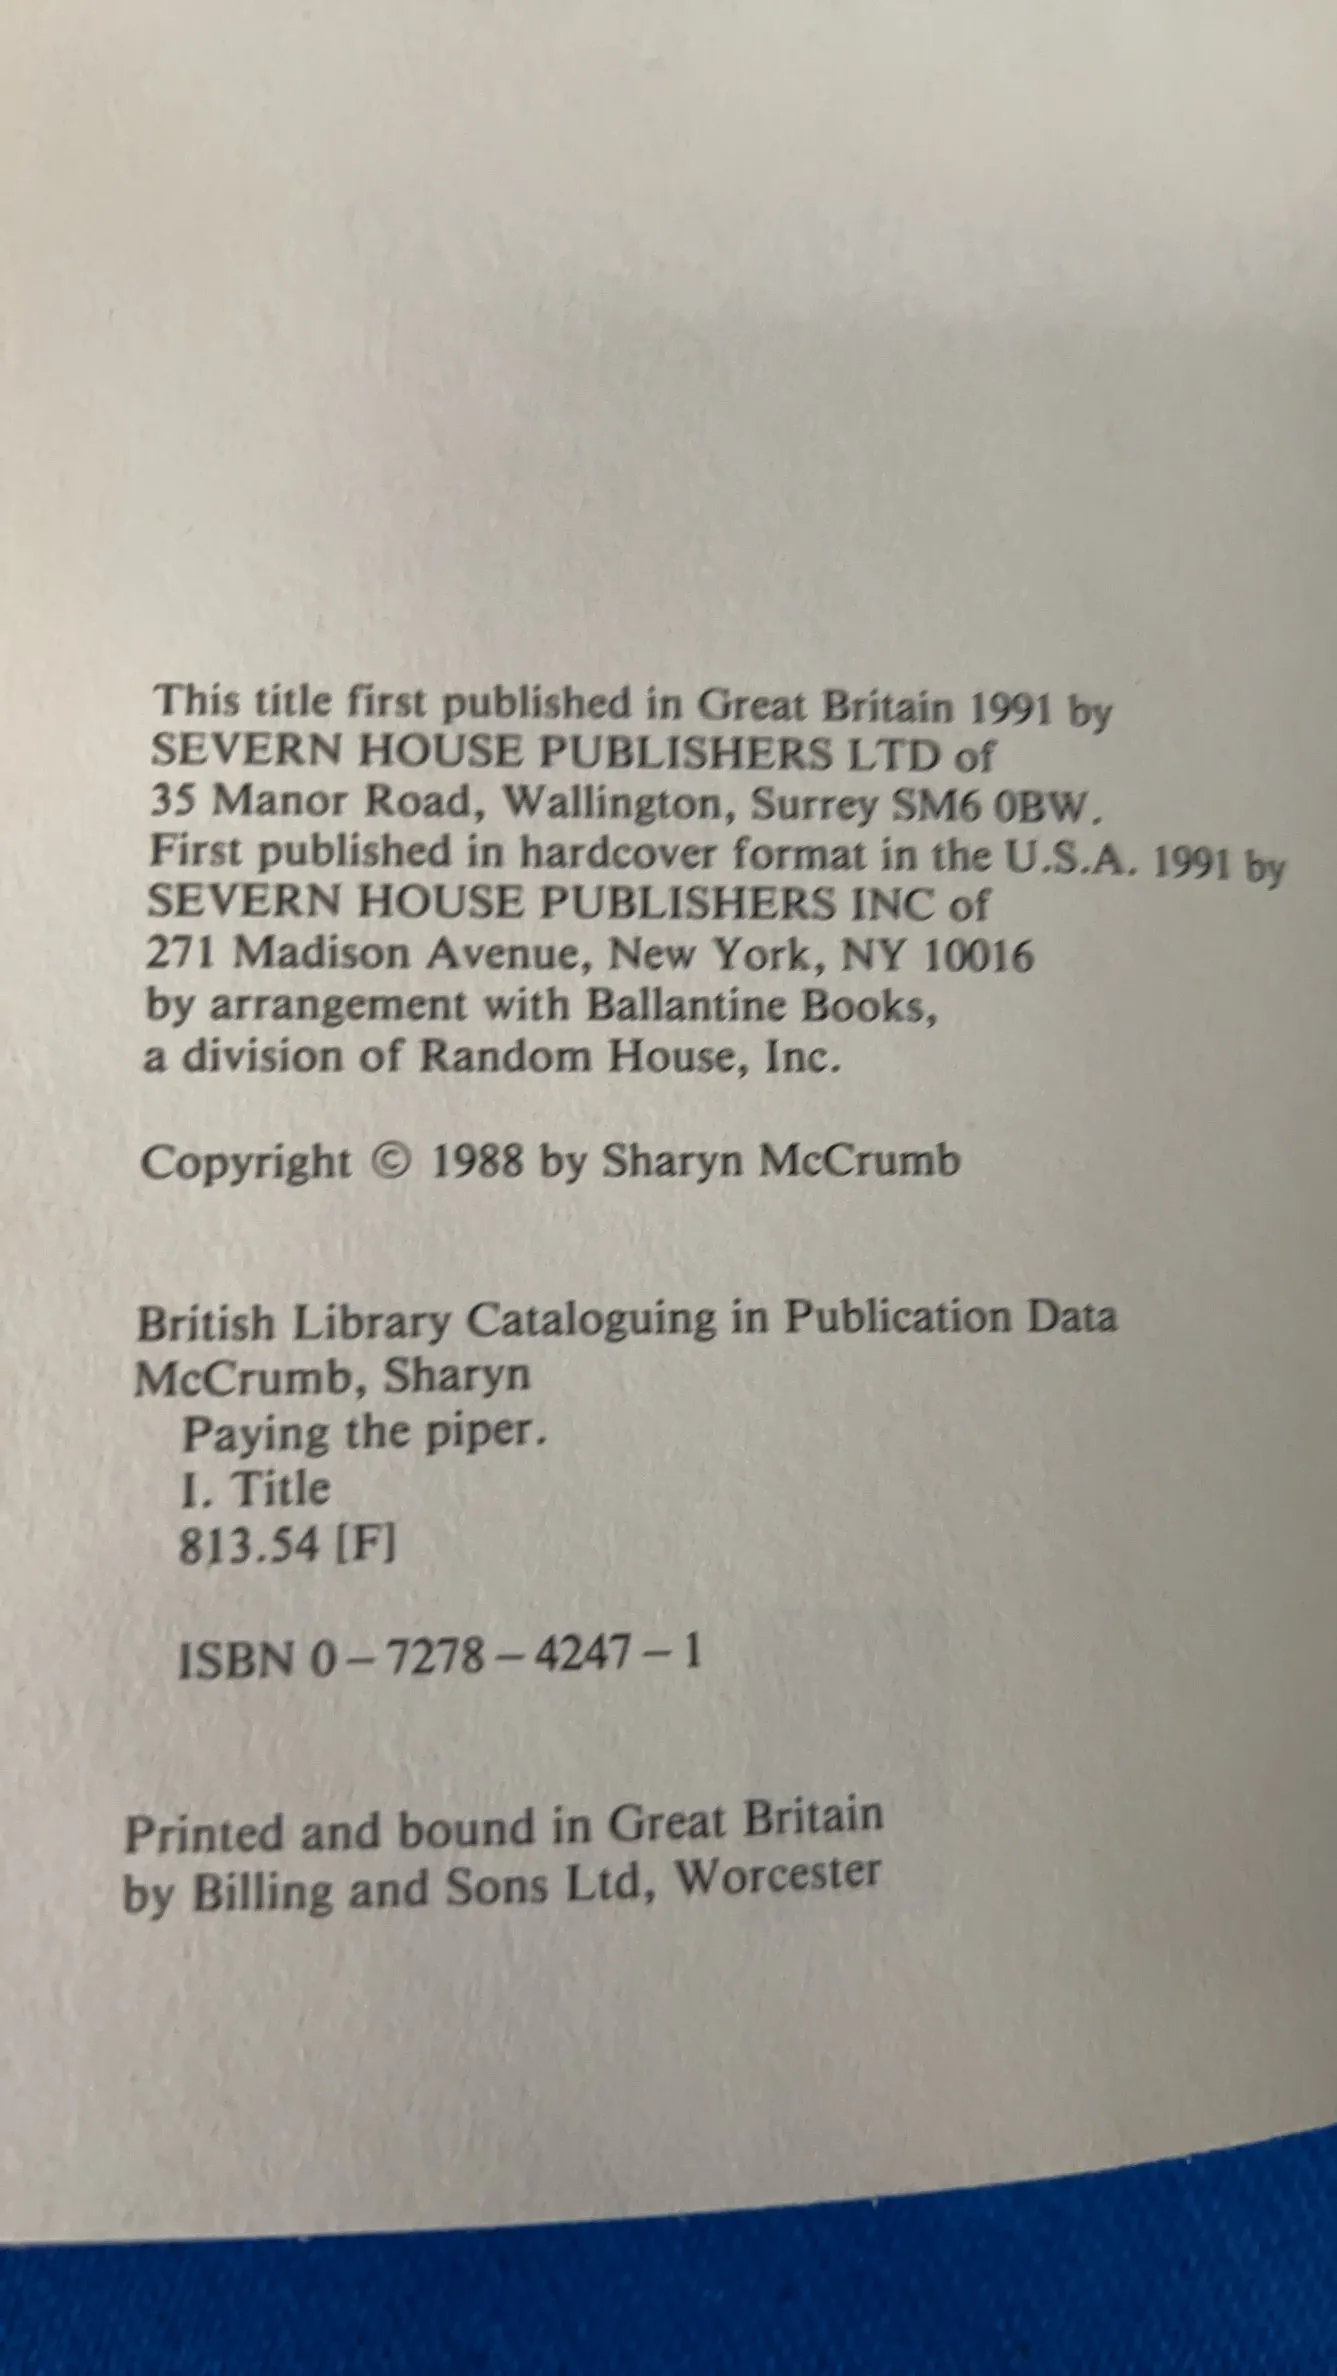 This title first published in Great Britain 1991 by
SEVERN HOUSE PUBLISHERS LTD of
35 Manor Road, Wallington, Surrey SM6 0BW.
First published in hardcover format in the U.S.A. 1991 by
SEVERN HOUSE PUBLISHERS INC of
271 Madison Avenue, New York, NY 10016
by arrangement with Ballantine Books,
a division of Random House, Inc.
Copyright © 1988 by Sharyn McCrumb
British Library Cataloguing in Publication Data
McCrumb, Sharyn
Paying the piper.
I. Title
813.54 [F]
ISBN 0 – 7278 – 4247 – 1
Printed and bound in Great Britain
by Billing and Sons Ltd, Worcester